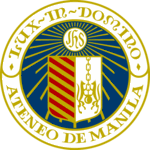 LUX-IN-DOMINO
IHS
ATENEO DE MANILA